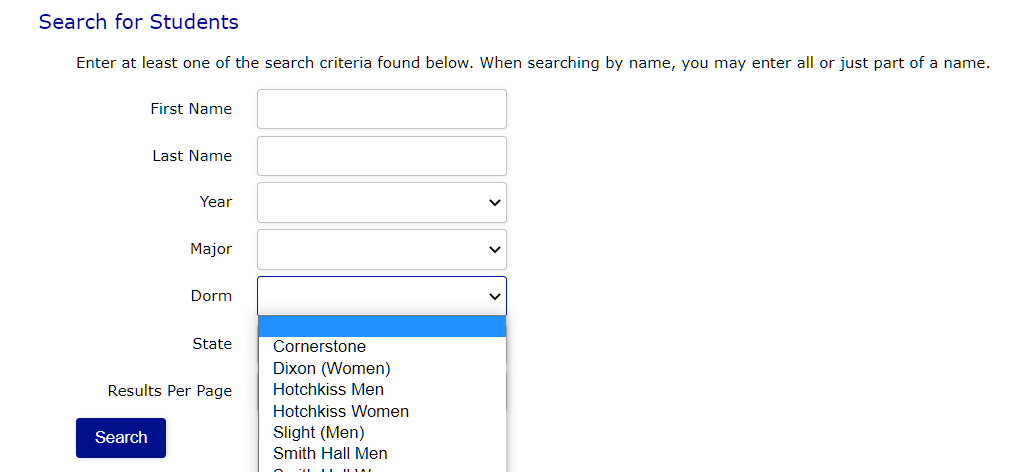 Search for Students
Enter at least one of the search criteria found below. When searching by name, you may enter all or just part of a name.
First Name
Last Name
Year
Major
Dorm
State
Cornerstone
Dixon (Women)
Hotchkiss Men
Results Per Page
Hotchkiss Women
Slight (Men)
Search
Smith Hall Men